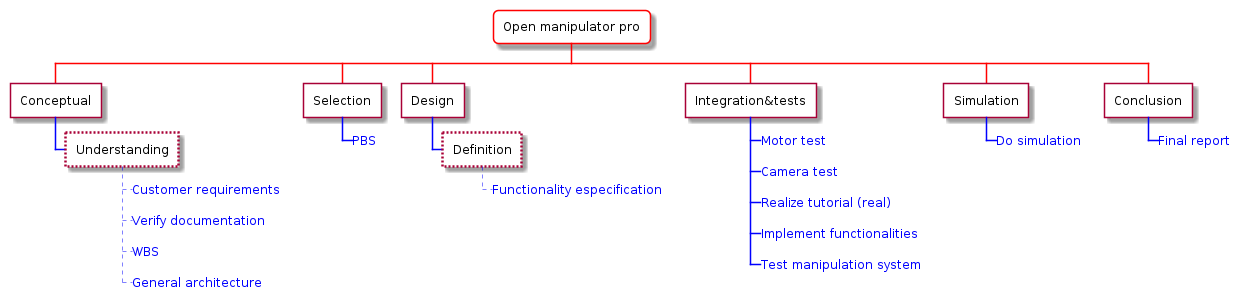 Open manipulator pro
Conceptual
Understanding
Customer requirements
Verify documentation
WBS
General architecture
Selection
PBS
Design
Definition
Functionality especification
Integration&tests
Motor test
Camera test
Realize tutorial (real)
Implement functionalities
Test manipulation system
Simulation
Do simulation
Conclusion
Final report